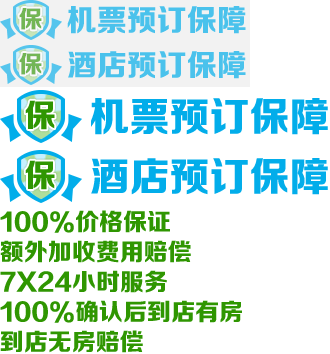 保 机票预订保障
保 酒店预订保障
保 机票预订保障
保 酒店预订保障
100%价格保证
额外加收费用赔偿
7X24小时服务
100%确认后到店有房
到店无房赔偿